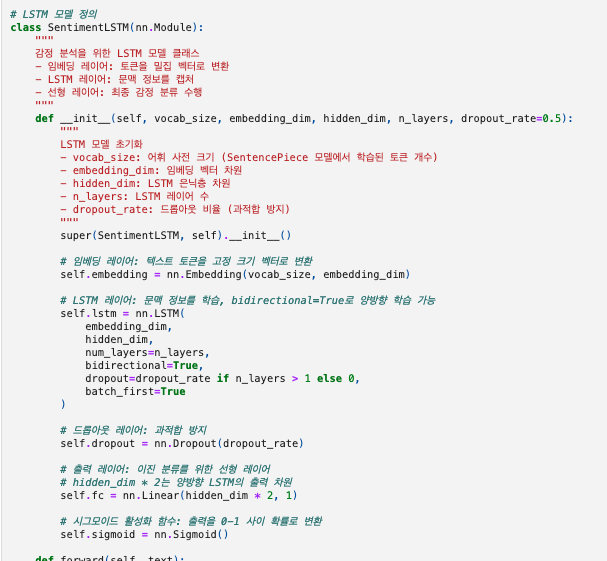 # LSTM 모델 정의
class SentimentLSTM(nn.Module):
"""
감정 분석을 위한 LSTM 모델 클래스
- 임베딩 레이어: 토큰을 밀집 벡터로 변환
- LSTM 레이어: 문맥 정보를 캡처
- 선형 레이어: 최종 감정 분류 수행
"""
def __init__(self, vocab_size, embedding_dim, hidden_dim, n_layers, dropout_rate=0.5):
"""
LSTM 모델 초기화
- vocab_size: 어휘 사전 크기 (SentencePiece 모델에서 학습된 토큰 개수)
- embedding_dim: 임베딩 벡터 차원
- hidden_dim: LSTM 은닉층 차원
- n_layers: LSTM 레이어 수
- dropout_rate: 드롭아웃 비율 (과적합 방지)
"""
super(SentimentLSTM, self).__init__()
# 임베딩 레이어: 텍스트 토큰을 고정 크기 벡터로 변환
self.embedding = nn.Embedding(vocab_size, embedding_dim)
# LSTM 레이어: 문맥 정보를 학습, bidirectional=True로 양방향 학습 가능
self.lstm = nn.LSTM(
embedding_dim,
hidden_dim,
num_layers=n_layers,
bidirectional=True,
dropout=dropout_rate if n_layers > 1 else 0,
batch_first=True
)
# 드롭아웃 레이어: 과적합 방지
self.dropout = nn.Dropout(dropout_rate)
# 출력 레이어: 이진 분류를 위한 선형 레이어
# hidden_dim * 2는 양방향 LSTM의 출력 차원
self.fc = nn.Linear(hidden_dim * 2, 1)
# 시그모이드 활성화 함수: 출력을 0~1 사이 확률로 변환
self.sigmoid = nn.Sigmoid()
def forward(self, text):